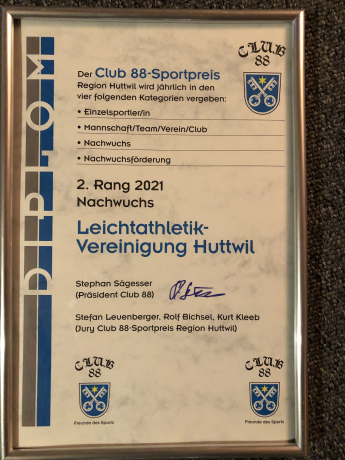 CLUB
88
DIPLOM
Der Club 88-Sportpreis
Region Huttwil wird jährlich in den
vier folgenden Kategorien vergeben:
• Einzelsportler/in
• Mannschaft/Team/Verein/Club
• Nachwuchs
• Nachwuchsförderung
2. Rang 2021
Nachwuchs
Leichtathletik-
Vereinigung Huttwil
Stephan Sägesser
(Präsident Club 88)
Stefan Leuenberger, Rolf Bichsel, Kurt Kleeb
(Jury Club 88-Sportpreis Region Huttwil)
CLUB
88
Freunde des Sports
CLUB
88
Freunde des Sports